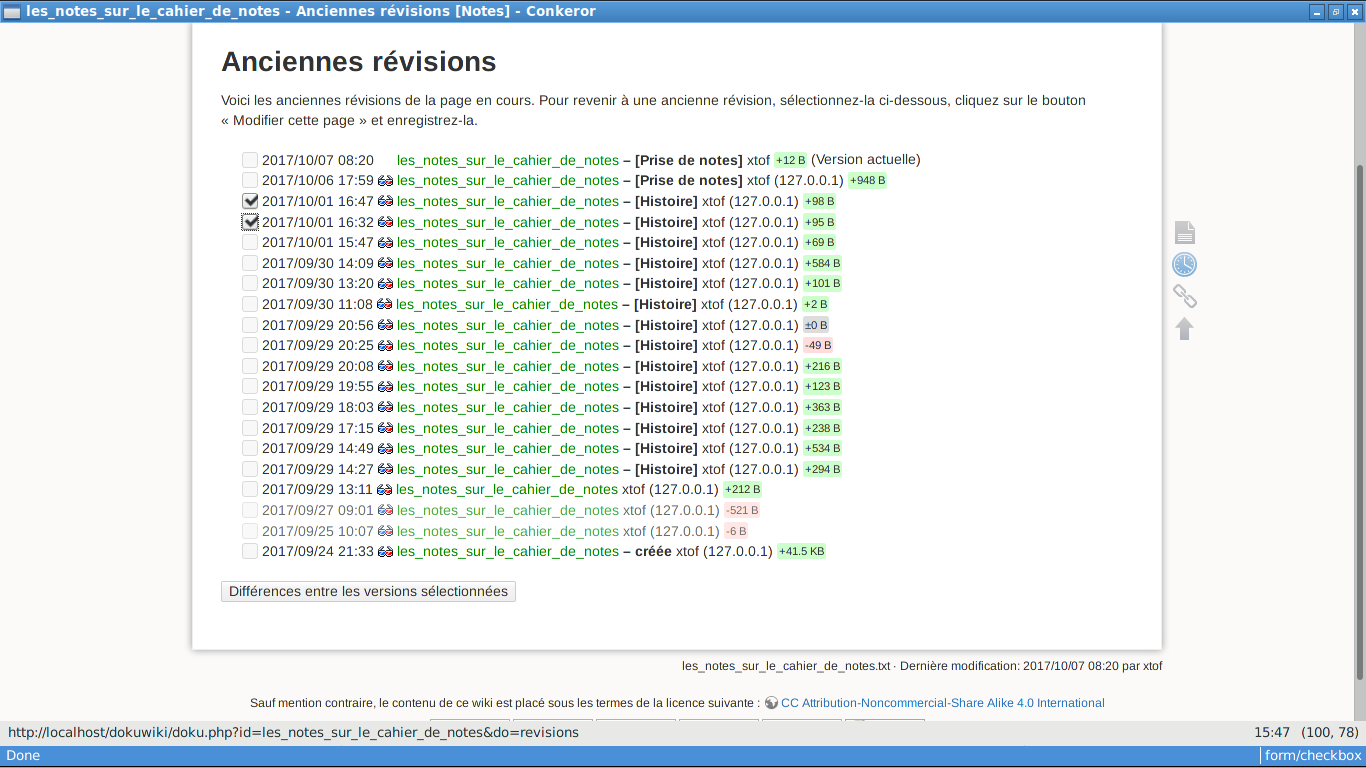 les_notes_sur_le_cahier_de_notes - Anciennes révisions [Notes] - Conkeror
Anciennes révisions
Voici les anciennes révisions de la page en cours. Pour revenir à une ancienne révision, sélectionnez-la ci-dessous, cliquez sur le bouton
« Modifier cette page » et enregistrez-la.
2017/10/07 08:20 les_notes_sur_le_cahier_de_notes – [Prise de notes] xtof +12 B (Version actuelle)
2017/10/06 17:59 les_notes_sur_le_cahier_de_notes – [Prise de notes] xtof (127.0.0.1) +948 B
2017/10/01 16:47 les_notes_sur_le_cahier_de_notes – [Histoire] xtof (127.0.0.1) +98 B
2017/10/01 16:32 les_notes_sur_le_cahier_de_notes – [Histoire] xtof (127.0.0.1) +95 B
2017/10/01 15:47 les_notes_sur_le_cahier_de_notes – [Histoire] xtof (127.0.0.1) +69 B
2017/09/30 14:09 les_notes_sur_le_cahier_de_notes – [Histoire] xtof (127.0.0.1) +584 B
2017/09/30 13:20 les_notes_sur_le_cahier_de_notes – [Histoire] xtof (127.0.0.1) +101 B
2017/09/30 11:08 les_notes_sur_le_cahier_de_notes – [Histoire] xtof (127.0.0.1) +2 B
2017/09/29 20:56 les_notes_sur_le_cahier_de_notes – [Histoire] xtof (127.0.0.1) ±0 B
2017/09/29 20:25 les_notes_sur_le_cahier_de_notes – [Histoire] xtof (127.0.0.1) -49 B
2017/09/29 20:08 les_notes_sur_le_cahier_de_notes – [Histoire] xtof (127.0.0.1) +216 B
2017/09/29 19:55 les_notes_sur_le_cahier_de_notes – [Histoire] xtof (127.0.0.1) +123 B
2017/09/29 18:03 les_notes_sur_le_cahier_de_notes – [Histoire] xtof (127.0.0.1) +363 B
2017/09/29 17:15 les_notes_sur_le_cahier_de_notes – [Histoire] xtof (127.0.0.1) +238 B
2017/09/29 14:49 les_notes_sur_le_cahier_de_notes – [Histoire] xtof (127.0.0.1) +534 B
2017/09/29 14:27 les_notes_sur_le_cahier_de_notes – [Histoire] xtof (127.0.0.1) +294 B
2017/09/29 13:11 les_notes_sur_le_cahier_de_notes xtof (127.0.0.1) +212 B
2017/09/27 09:01 les_notes_sur_le_cahier_de_notes xtof (127.0.0.1) -521 B
2017/09/25 10:07 les_notes_sur_le_cahier_de_notes xtof (127.0.0.1) -6 B
2017/09/24 21:33 les_notes_sur_le_cahier_de_notes – créée xtof (127.0.0.1) +41.5 KB
Différences entre les versions sélectionnées
les_notes_sur_le_cahier_de_notes.txt · Dernière modification: 2017/10/07 08:20 par xtof
Sauf mention contraire, le contenu de ce wiki est placé sous les termes de la licence suivante : CC Attribution-Noncommercial-Share Alike 4.0 International
http://localhost/dokuwiki/doku.php?id=les_notes_sur_le_cahier_de_notes&do=revisions 15:47 (100, 78)
Done form/checkbox